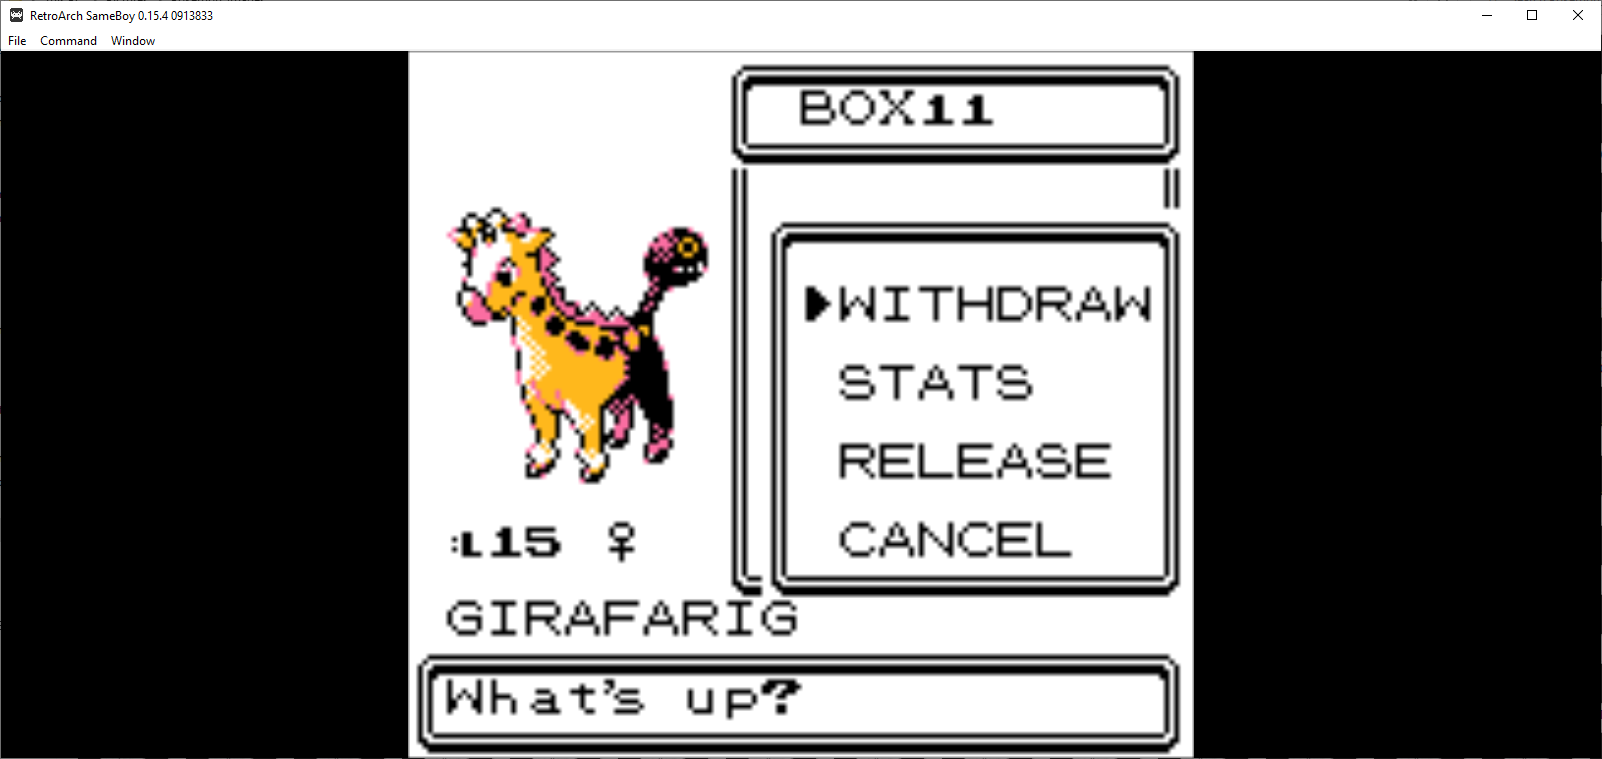 RetroArch SameBoy 0.15.4 0913833
File Command Window
BOX11
WITHDRAW
STATS
RELEASE
CANCEL
:L15 ♀
GIRAFARIG
What's up?